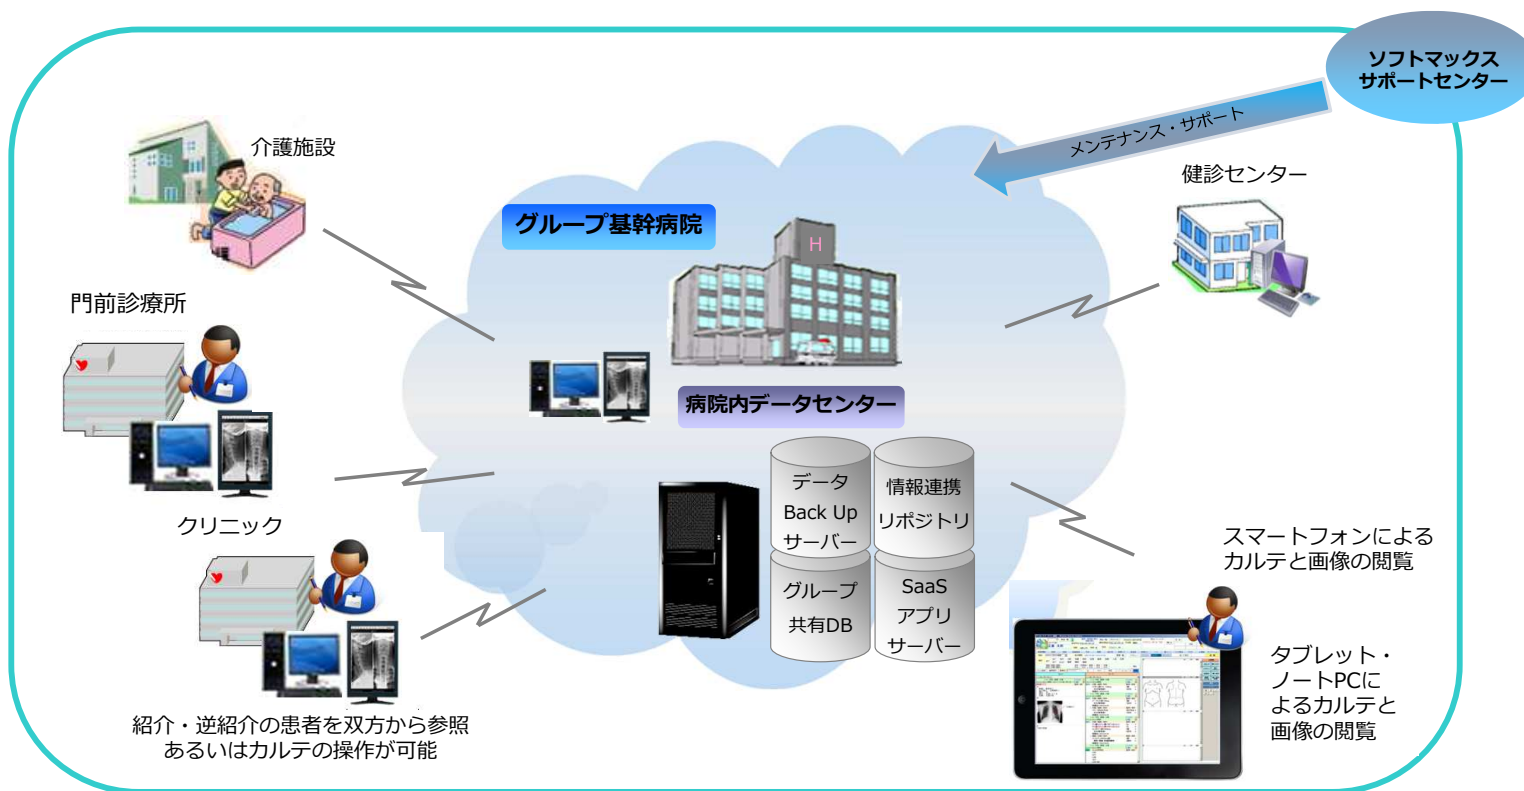 ソフトマックス
サポートセンター
メンテナンス・サポート
介護施設
健診センター
グループ基幹病院
H
門前診療所
病院内データセンター
データ
Back Up
サーバー
情報連携
リポジトリ
グループ
共有DB
SaaS
アプリ
サーバー
クリニック
スマートフォンによる
カルテと画像の閲覧
タブレット・
ノートPCに
よるカルテと
画像の閲覧
紹介・逆紹介の患者を双方から参照
あるいはカルテの操作が可能